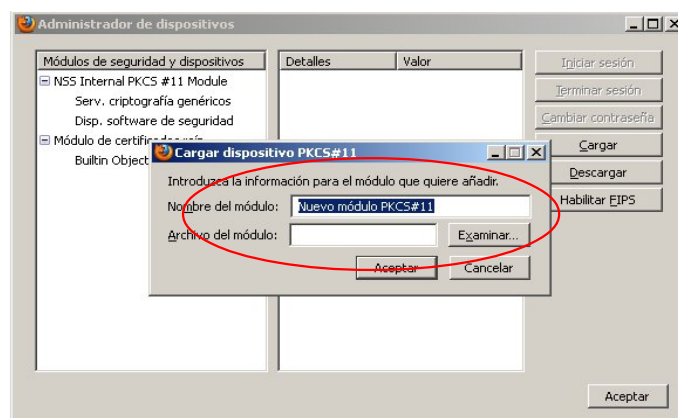 Administrador de dispositivos
Módulos de seguridad y dispositivos
Detalles
Valor
NSS Internal PKCS #11 Module
Serv. criptografía genéricos
Disp. software de seguridad
Módulo de certificados raíz
Builtin Object
Iniciar sesión
Terminar sesión
Cambiar contraseña
Cargar
Descargar
Habilitar FIPS
Cargar dispositivo PKCS#11
Introduzca la información para el módulo que quiere añadir.
Nombre del módulo:
Nuevo módulo PKCS#11
Archivo del módulo:
Examinar...
Aceptar
Cancelar
Aceptar